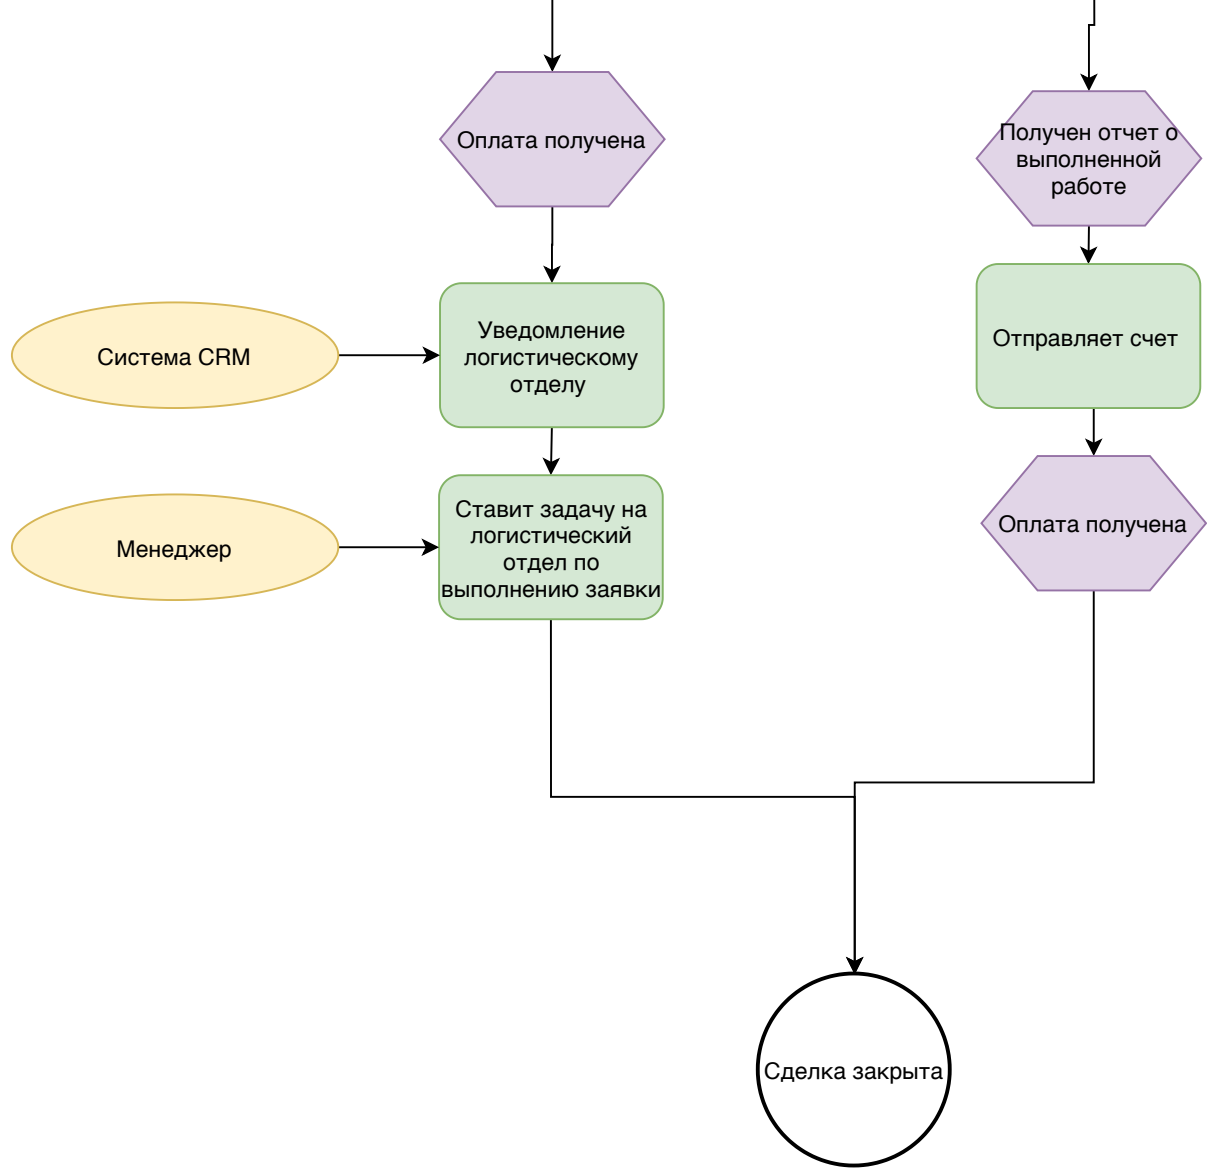 Оплата получена
Получен отчет о
выполненной
работе
Система CRM
Уведомление
логистическому
отделу
Отправляет счет
Менеджер
Ставит задачу на
логистический
отдел по
выполнению заявки
Оплата получена
Сделка закрыта